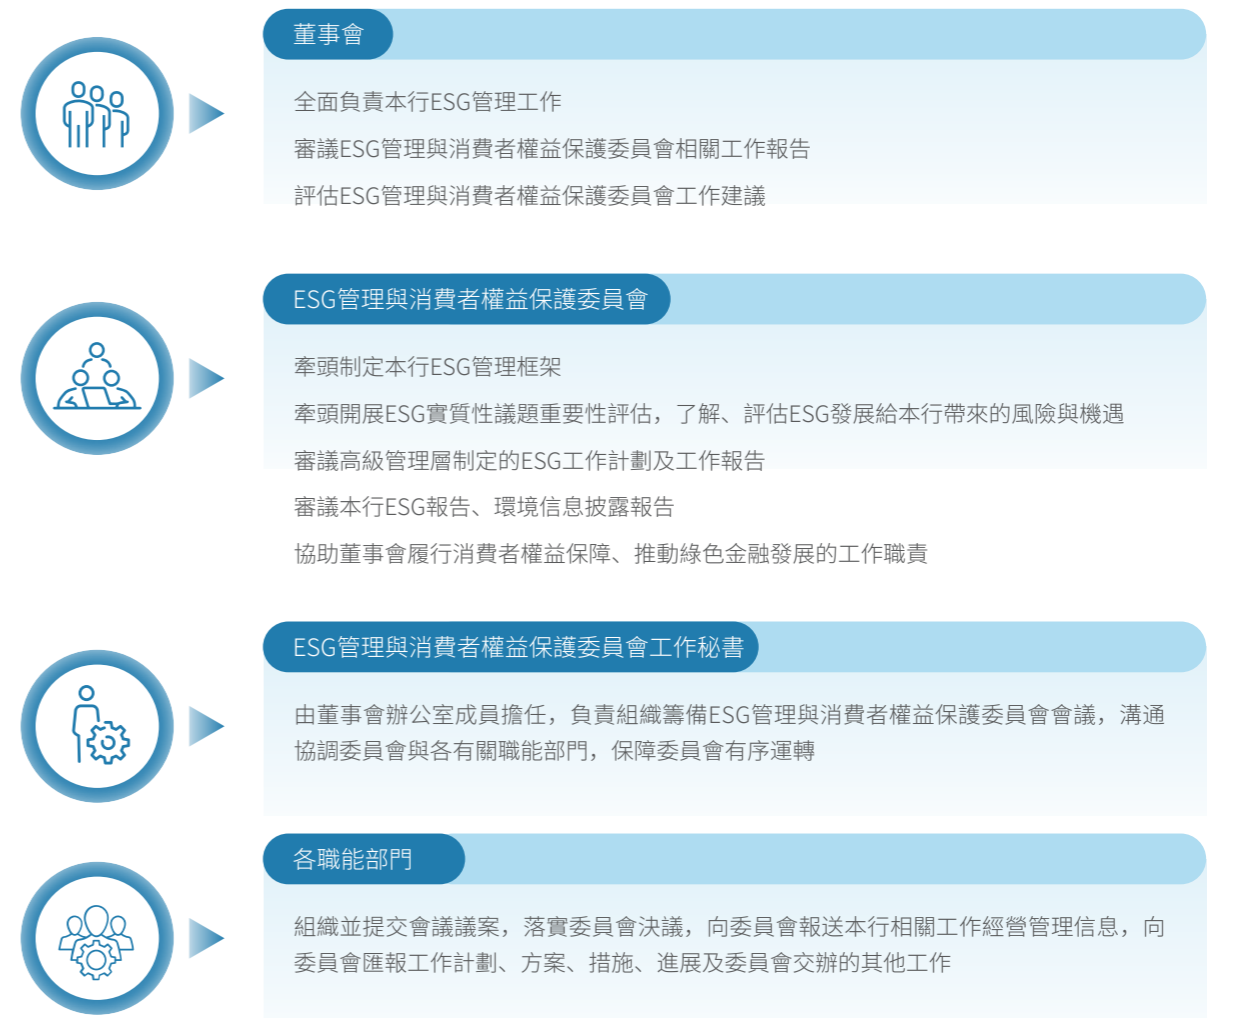 董事會
全面負責本行ESG管理工作
審議ESG管理與消費者權益保護委員會相關工作報告
評估ESG管理與消費者權益保護委員會工作建議
ESG管理與消費者權益保護委員會
牽頭制定本行ESG管理框架
牽頭開展ESG實質性議題重要性評估，了解、評估ESG發展給本行帶來的風險與機遇
審議高級管理層制定的ESG工作計劃及工作報告
審議本行ESG報告、環境信息披露報告
協助董事會履行消費者權益保障、推動綠色金融發展的工作職責
ESG管理與消費者權益保護委員會工作秘書
由董事會辦公室成員擔任，負責組織籌備ESG管理與消費者權益保護委員會會議，溝通
協調委員會與各有關職能部門，保障委員會有序運轉
各職能部門
組織並提交會議議案，落實委員會決議，向委員會報送本行相關工作經營管理信息，向
委員會匯報工作計劃、方案、措施、進展及委員會交辦的其他工作